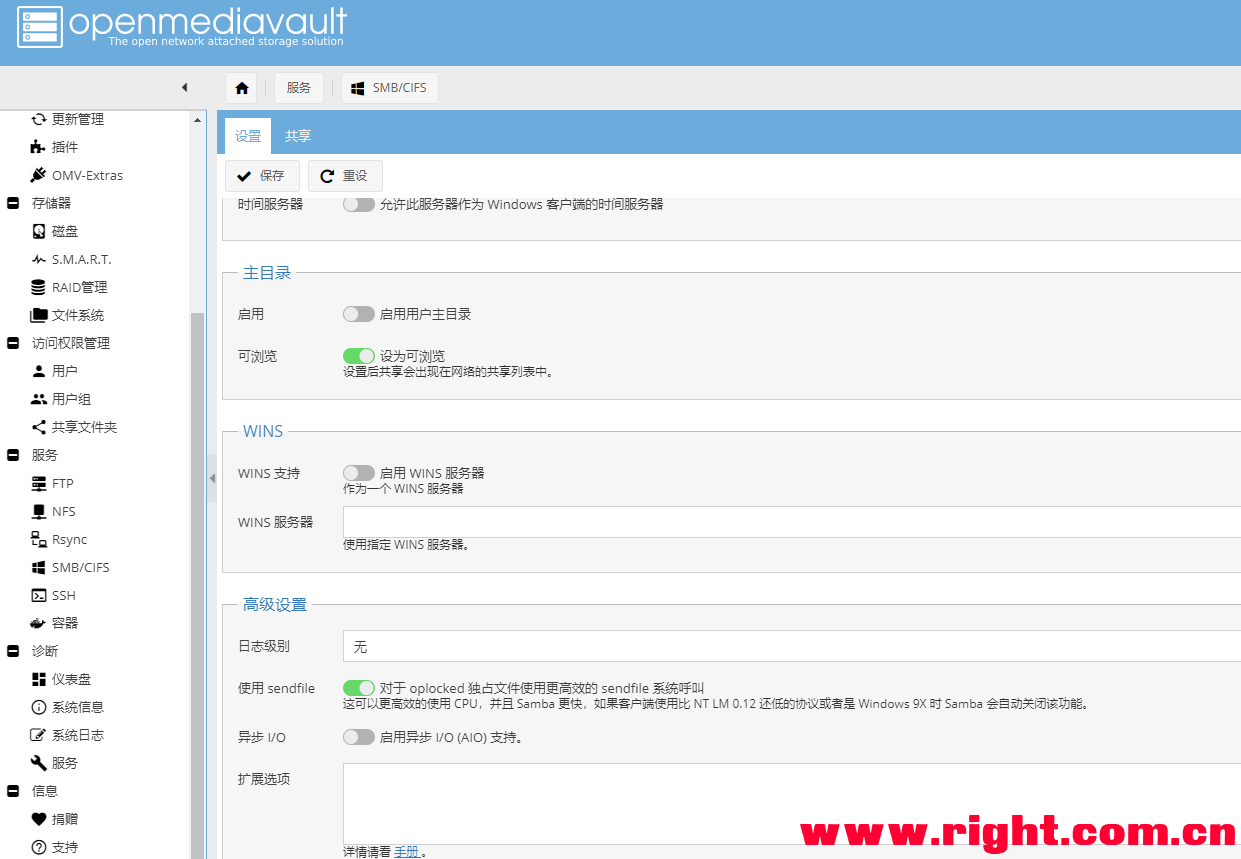 openmediavault
The open network attached storage solution
服务
SMB/CIFS
更新管理
插件
OMV-Extras
存储器
磁盘
S.M.A.R.T.
RAID管理
文件系统
访问权限管理
用户
用户组
共享文件夹
服务
FTP
NFS
Rsync
SMB/CIFS
SSH
容器
诊断
仪表盘
系统信息
系统日志
服务
信息
捐赠
支持
设置
共享
保存
重设
时间服务器
允许此服务器作为 Windows 客户端的时间服务器
主目录
启用
启用用户主目录
可浏览
设为可浏览
设置后共享会出现在网络的共享列表中。
WINS
WINS 支持
启用 WINS 服务器
作为一个 WINS 服务器
WINS 服务器
使用指定 WINS 服务器。
高级设置
日志级别
无
使用 sendfile
对于 oplocked 独占文件使用更高效的 sendfile 系统呼叫
这可以更高效的使用 CPU，并且 Samba 更快，如果客户端使用比 NT LM 0.12 还低的协议或者是 Windows 9X 时 Samba 会自动关闭该功能。
异步 I/O
启用异步 I/O (AIO) 支持。
扩展选项
详情请看 手册 。
www.right.com.cn